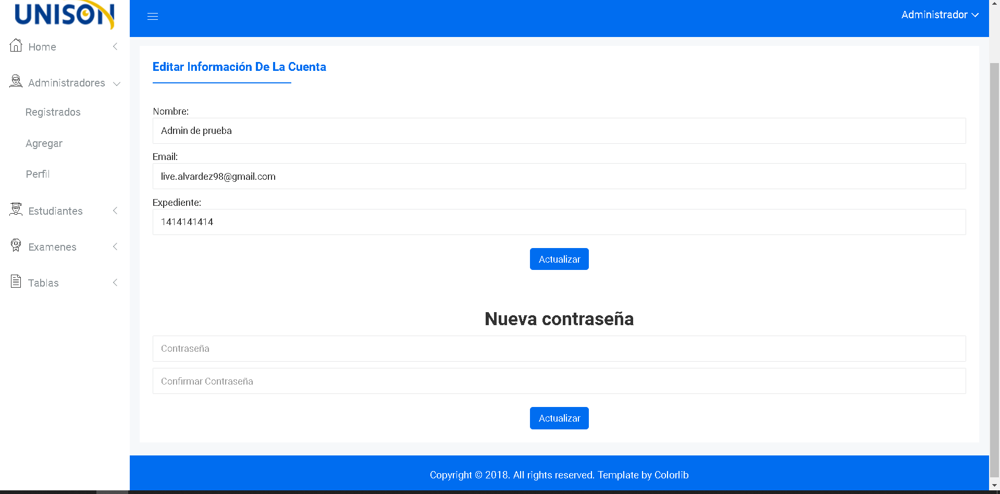 UNISON
Administrador
Home
Administradores
Registrados
Agregar
Perfil
Estudiantes
Examenes
Tablas
Editar Información De La Cuenta
Nombre:
Admin de prueba
Email:
live.alvardez98@gmail.com
Expediente:
1414141414
Actualizar
Nueva contraseña
Contraseña
Confirmar Contraseña
Actualizar
Copyright © 2018. All rights reserved. Template by Colorlib